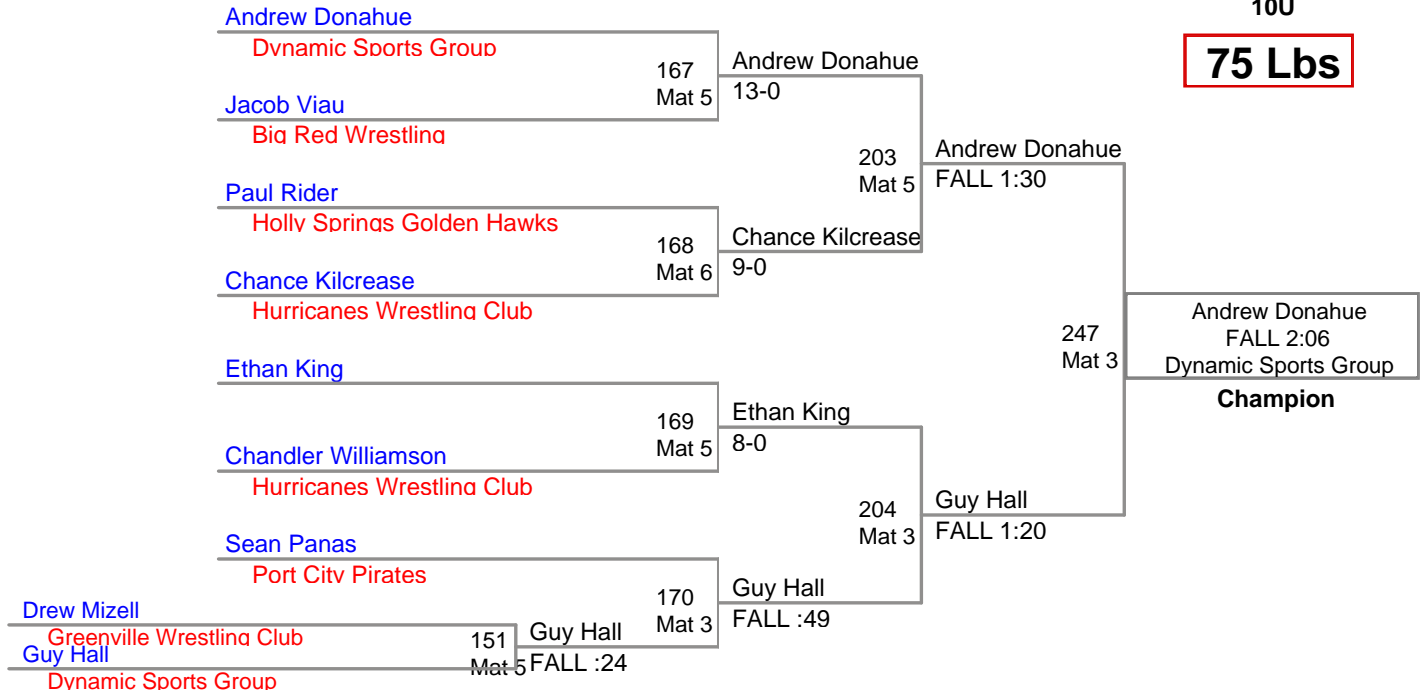 10U
75 Lbs
Andrew Donahue
Dynamic Sports Group
167
Mat 5
Andrew Donahue
13-0
Jacob Viau
Big Red Wrestling
203
Mat 5
Andrew Donahue
FALL 1:30
Paul Rider
Holly Springs Golden Hawks
168
Mat 6
Chance Kilcrease
9-0
Chance Kilcrease
Hurricanes Wrestling Club
247
Mat 3
Andrew Donahue
FALL 2:06
Dynamic Sports Group
Champion
Ethan King
169
Mat 5
Ethan King
8-0
Chandler Williamson
Hurricanes Wrestling Club
204
Mat 3
Guy Hall
FALL 1:20
Sean Panas
Port City Pirates
170
Mat 3
Guy Hall
FALL :49
Drew Mizell
Greenville Wrestling Club
151
Mat 5
Guy Hall
FALL :24
Guy Hall
Dynamic Sports Group